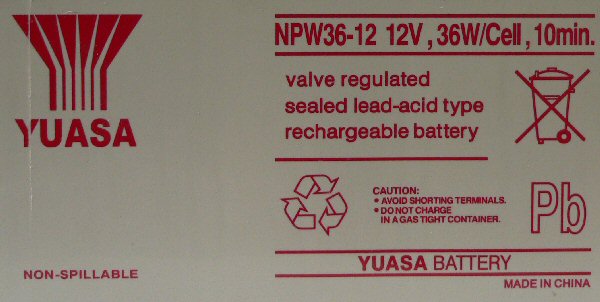 YUASA
NPW36-12 12V, 36W/Cell, 10min.
valve regulated
sealed lead-acid type
rechargeable battery
CAUTION:
• AVOID SHORTING TERMINALS.
• DO NOT CHARGE
IN A GAS TIGHT CONTAINER.
Pb
YUASA BATTERY
NON-SPILLABLE
MADE IN CHINA